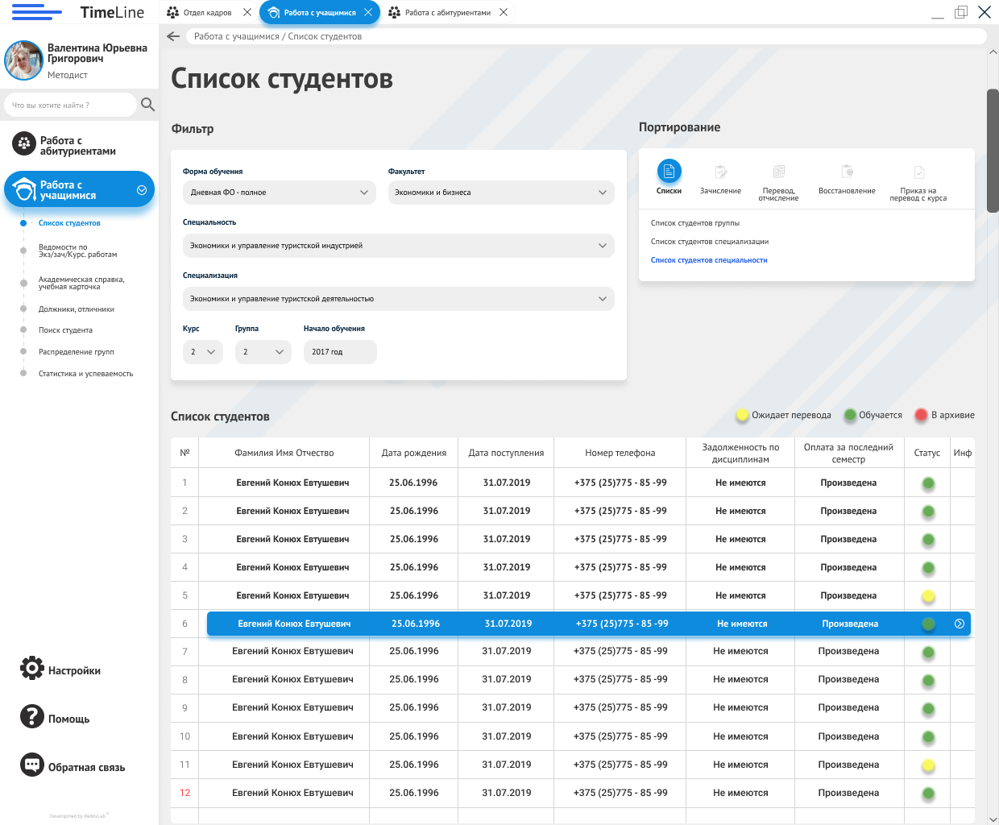 TimeLine
Отдел кадров
Работа с учащимися
Работа с абитуриентами
Работа с учащимися / Список студентов
Валентина Юрьевна
Григорович
Методист
Что вы хотите найти ?
Работа с
абитуриентами
Работа с
учащимися
Список студентов
Ведомости по
Экз/зач/Курс. работам
Академическая справка,
учебная карточка
Должники, отличники
Поиск студента
Распределение групп
Статистика и успеваемость
Настройки
Помощь
Обратная связь
Development by RedrixLab ®
Список студентов
Фильтр
Форма обучения
Факультет
Дневная ФО - полное
Экономики и бизнеса
Специальность
Экономики и управление туристской индустрией
Специализация
Экономики и управление туристской деятельностью
Курс Группа Начало обучения
2 2 2017 год
Портирование
Списки
Зачисление
Перевод,
отчисление
Восстановление
Приказ на
перевод с курса
Список студентов группы
Список студентов специализации
Список студентов специальности
Список студентов
Ожидает перевода Обучается В архивие
№ Фамилия Имя Отчество Дата рождения Дата поступления Номер телефона Задолженность по дисциплинам Оплата за последний семестр Статус Инф
1 Евгений Конюх Евтушевич 25.06.1996 31.07.2019 +375 (25)775 - 85 -99 Не имеются Произведена
2 Евгений Конюх Евтушевич 25.06.1996 31.07.2019 +375 (25)775 - 85 -99 Не имеются Произведена
3 Евгений Конюх Евтушевич 25.06.1996 31.07.2019 +375 (25)775 - 85 -99 Не имеются Произведена
4 Евгений Конюх Евтушевич 25.06.1996 31.07.2019 +375 (25)775 - 85 -99 Не имеются Произведена
5 Евгений Конюх Евтушевич 25.06.1996 31.07.2019 +375 (25)775 - 85 -99 Не имеются Произведена
6 Евгений Конюх Евтушевич 25.06.1996 31.07.2019 +375 (25)775 - 85 -99 Не имеются Произведена
7 Евгений Конюх Евтушевич 25.06.1996 31.07.2019 +375 (25)775 - 85 -99 Не имеются Произведена
8 Евгений Конюх Евтушевич 25.06.1996 31.07.2019 +375 (25)775 - 85 -99 Не имеются Произведена
9 Евгений Конюх Евтушевич 25.06.1996 31.07.2019 +375 (25)775 - 85 -99 Не имеются Произведена
10 Евгений Конюх Евтушевич 25.06.1996 31.07.2019 +375 (25)775 - 85 -99 Не имеются Произведена
11 Евгений Конюх Евтушевич 25.06.1996 31.07.2019 +375 (25)775 - 85 -99 Не имеются Произведена
12 Евгений Конюх Евтушевич 25.06.1996 31.07.2019 +375 (25)775 - 85 -99 Не имеются Произведена